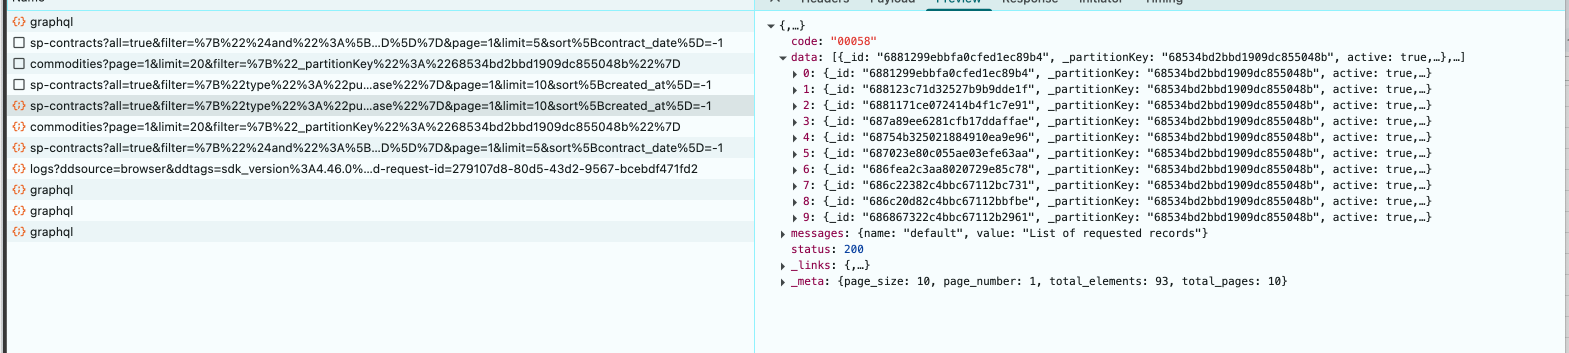 Name
Headers Payload Preview Response Initiator Timing
graphql
sp-contracts?all=true&filter=%7B%22%24and%22%3A%5B...D%5D%7D&page=1&limit=5&sort%5Bcontract_date%5D=-1
commodities?page=1&limit=20&filter=%7B%22_partitionKey%22%3A%2268534bd2bbd1909dc855048b%22%7D
sp-contracts?all=true&filter=%7B%22type%22%3A%22pu...ase%22%7D&page=1&limit=10&sort%5Bcreated_at%5D=-1
sp-contracts?all=true&filter=%7B%22type%22%3A%22pu...ase%22%7D&page=1&limit=10&sort%5Bcreated_at%5D=-1
commodities?page=1&limit=20&filter=%7B%22_partitionKey%22%3A%2268534bd2bbd1909dc855048b%22%7D
sp-contracts?all=true&filter=%7B%22%24and%22%3A%5B...D%5D%7D&page=1&limit=5&sort%5Bcontract_date%5D=-1
logs?ddsource=browser&ddtags=sdk_version%3A4.46.0%...d-request-id=279107d8-80d5-43d2-9567-bcebdf471fd2
graphql
graphql
graphql
{,…}
code: "00058"
data: [{_id: "6881299ebbfa0cfed1ec89b4", _partitionKey: "68534bd2bbd1909dc855048b", active: true,…},…]
0: {_id: "6881299ebbfa0cfed1ec89b4", _partitionKey: "68534bd2bbd1909dc855048b", active: true,…}
1: {_id: "688123c71d32527b9b9dde1f", _partitionKey: "68534bd2bbd1909dc855048b", active: true,…}
2: {_id: "6881171ce072414b4f1c7e91", _partitionKey: "68534bd2bbd1909dc855048b", active: true,…}
3: {_id: "687a89ee6281cfb17ddaffae", _partitionKey: "68534bd2bbd1909dc855048b", active: true,…}
4: {_id: "68754b325021884910ea9e96", _partitionKey: "68534bd2bbd1909dc855048b", active: true,…}
5: {_id: "687023e80c055ae03efe63aa", _partitionKey: "68534bd2bbd1909dc855048b", active: true,…}
6: {_id: "686fea2c3aa8020729e85c78", _partitionKey: "68534bd2bbd1909dc855048b", active: true,…}
7: {_id: "686c22382c4bbc67112bc731", _partitionKey: "68534bd2bbd1909dc855048b", active: true,…}
8: {_id: "686c20d82c4bbc67112bbfbe", _partitionKey: "68534bd2bbd1909dc855048b", active: true,…}
9: {_id: "686867322c4bbc67112b2961", _partitionKey: "68534bd2bbd1909dc855048b", active: true,…}
messages: {name: "default", value: "List of requested records"}
status: 200
_links: {,…}
_meta: {page_size: 10, page_number: 1, total_elements: 93, total_pages: 10}